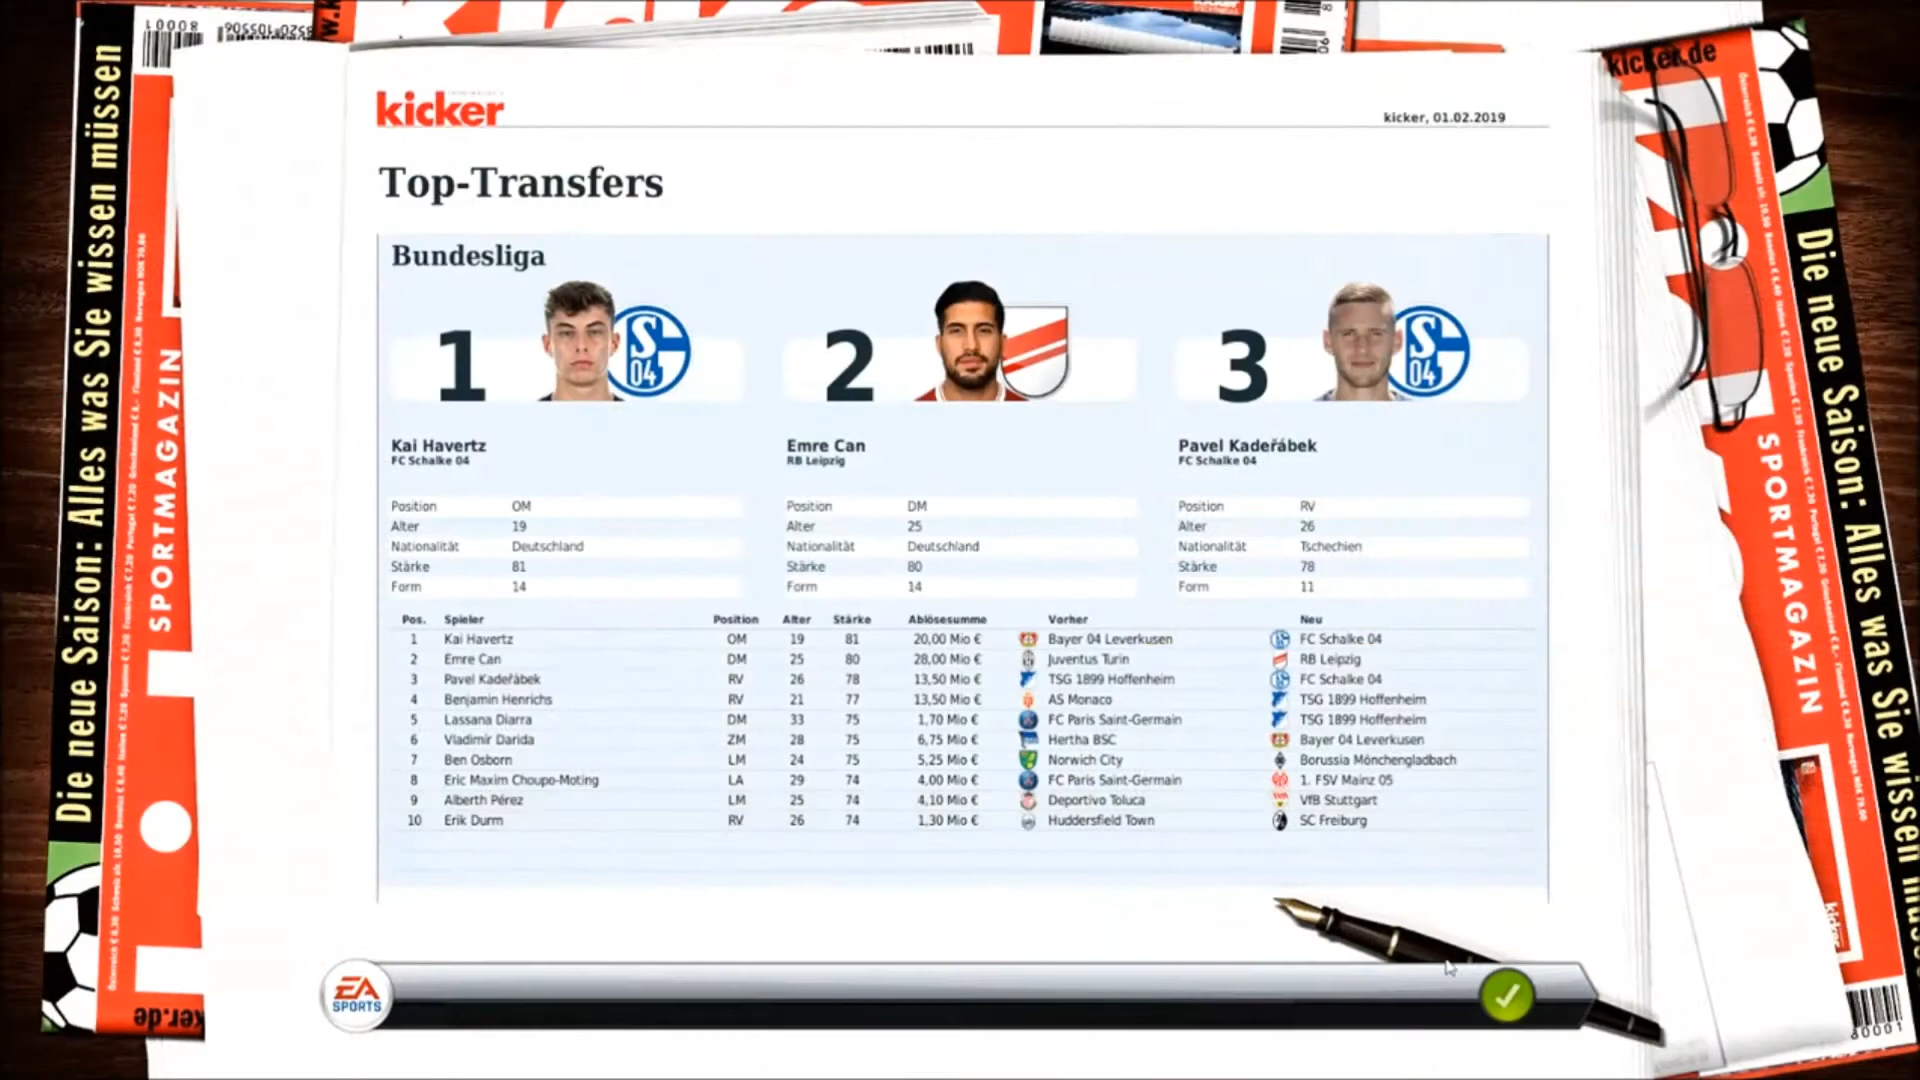 kicker
kicker, 01.02.2019
Top-Transfers
Bundesliga
1 2 3
Kai Havertz Emre Can Pavel Kadeřábek
FC Schalke 04 RB Leipzig FC Schalke 04
Position OM Position DM Position RV
Alter 19 Alter 25 Alter 26
Nationalität Deutschland Nationalität Deutschland Nationalität Tschechien
Stärke 81 Stärke 80 Stärke 78
Form 14 Form 14 Form 11
Pos. Spieler Position Alter Stärke Ablösesumme Vorher Neu
1 Kai Havertz OM 19 81 20,00 Mio € Bayer 04 Leverkusen FC Schalke 04
2 Emre Can DM 25 80 28,00 Mio € Juventus Turin RB Leipzig
3 Pavel Kadeřábek RV 26 78 13,50 Mio € TSG 1899 Hoffenheim FC Schalke 04
4 Benjamin Henrichs RV 21 77 13,50 Mio € AS Monaco TSG 1899 Hoffenheim
5 Lassana Diarra DM 33 75 1,70 Mio € FC Paris Saint-Germain TSG 1899 Hoffenheim
6 Vladimír Darida ZM 28 75 6,75 Mio € Hertha BSC Bayer 04 Leverkusen
7 Ben Osborn LM 24 75 5,25 Mio € Norwich City Borussia Mönchengladbach
8 Eric Maxim Choupo-Moting LA 29 74 4,00 Mio € FC Paris Saint-Germain 1. FSV Mainz 05
9 Alberth Pérez LM 25 74 4,10 Mio € Deportivo Toluca VfB Stuttgart
10 Erik Durm RV 26 74 1,30 Mio € Huddersfield Town SC Freiburg
EA
SPORTS
Die neue Saison: Alles was Sie wissen müssen
SPORTMAGAZIN
kicker.de
SPORTMAGAZIN
Die neue Saison: Alles was Sie wissen